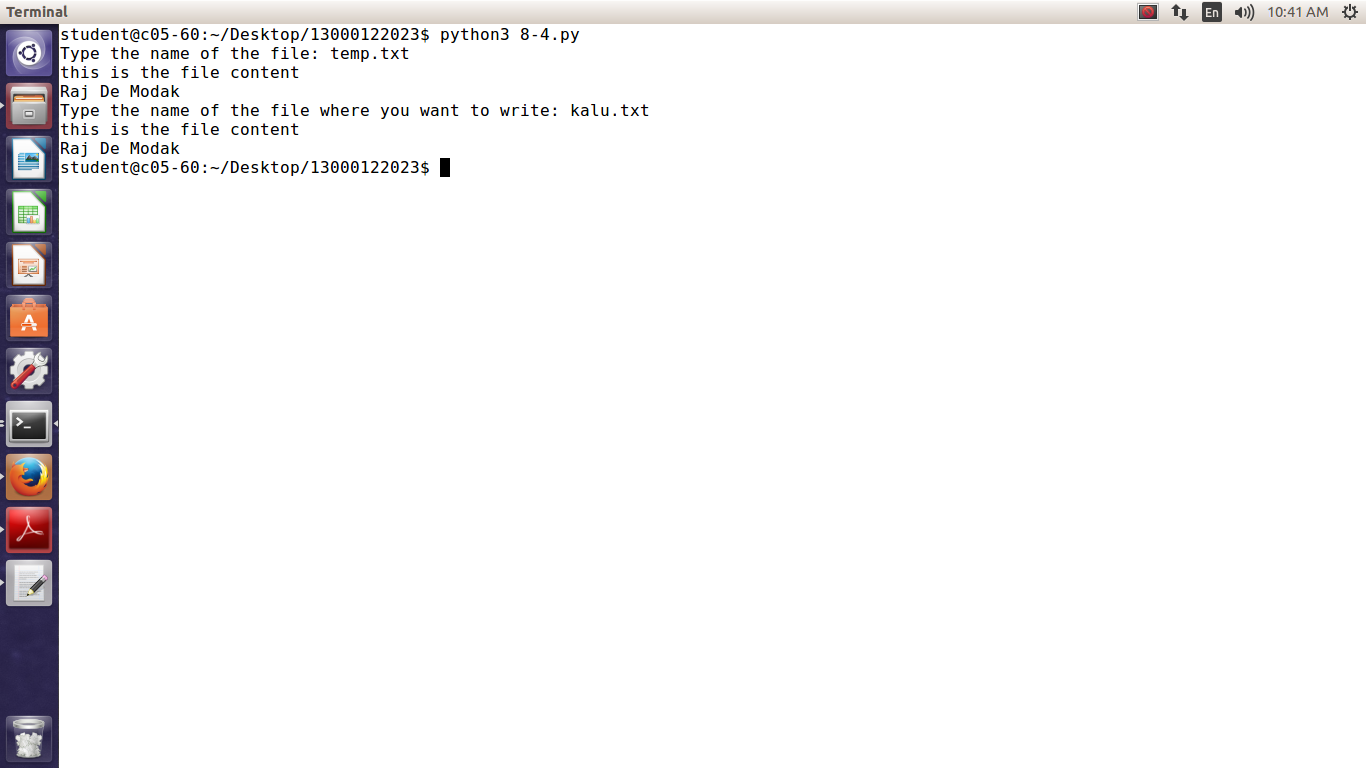 Terminal
En
10:41 AM
student@c05-60:~/Desktop/13000122023$ python3 8-4.py
Type the name of the file: temp.txt
this is the file content
Raj De Modak
Type the name of the file where you want to write: kalu.txt
this is the file content
Raj De Modak
student@c05-60:~/Desktop/13000122023$